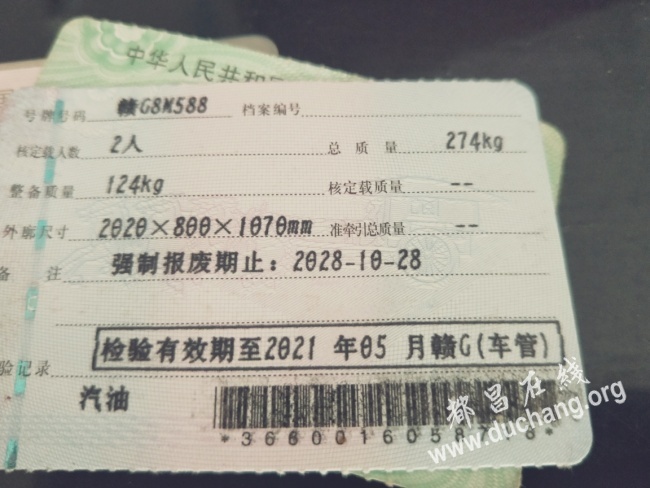 中华人民共和
号牌号码 赣G8N588 档案编号
核定载人数 2人 总质量 274kg
整备质量 124kg 核定载质量 --
外廓尺寸 2020×800×1070mm 准牵引总质量 --
备注 强制报废期止：2028-10-28
检验有效期至2021 年05 月赣G(车管)
验记录
汽油
都昌在线
www.duchang.org